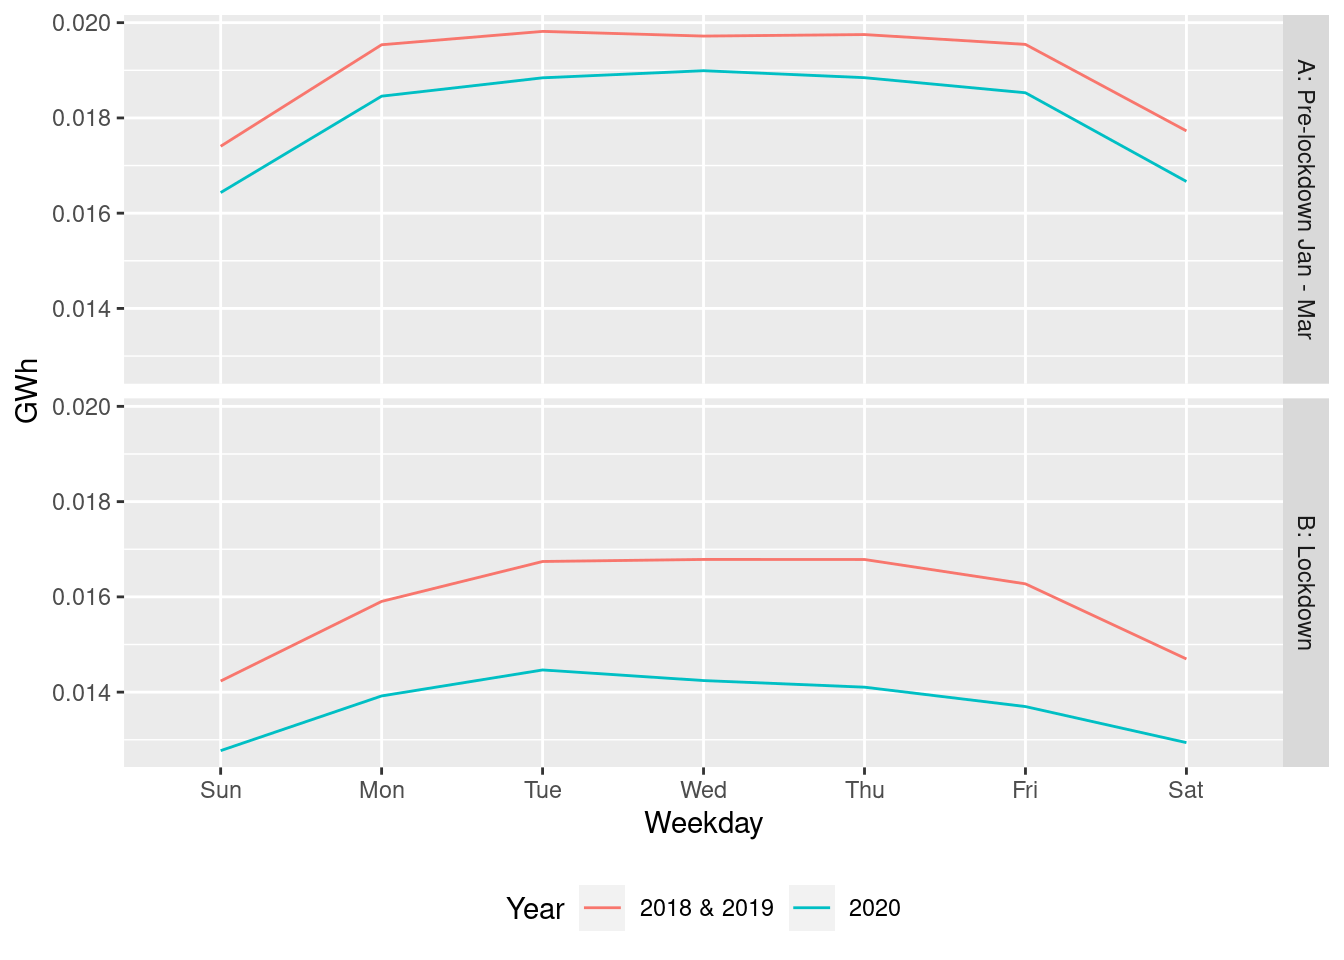 0.020
0.018
0.016
0.014
A: Pre-lockdown Jan - Mar
GWh
0.020
0.018
0.016
0.014
B: Lockdown
Sun Mon Tue Wed Thu Fri Sat
Weekday
Year 2018 & 2019 2020